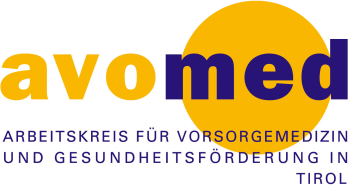 avomed
ARBEITSKREIS FÜR VORSORGEMEDIZIN
UND GESUNDHEITSFÖRDERUNG IN
TIROL